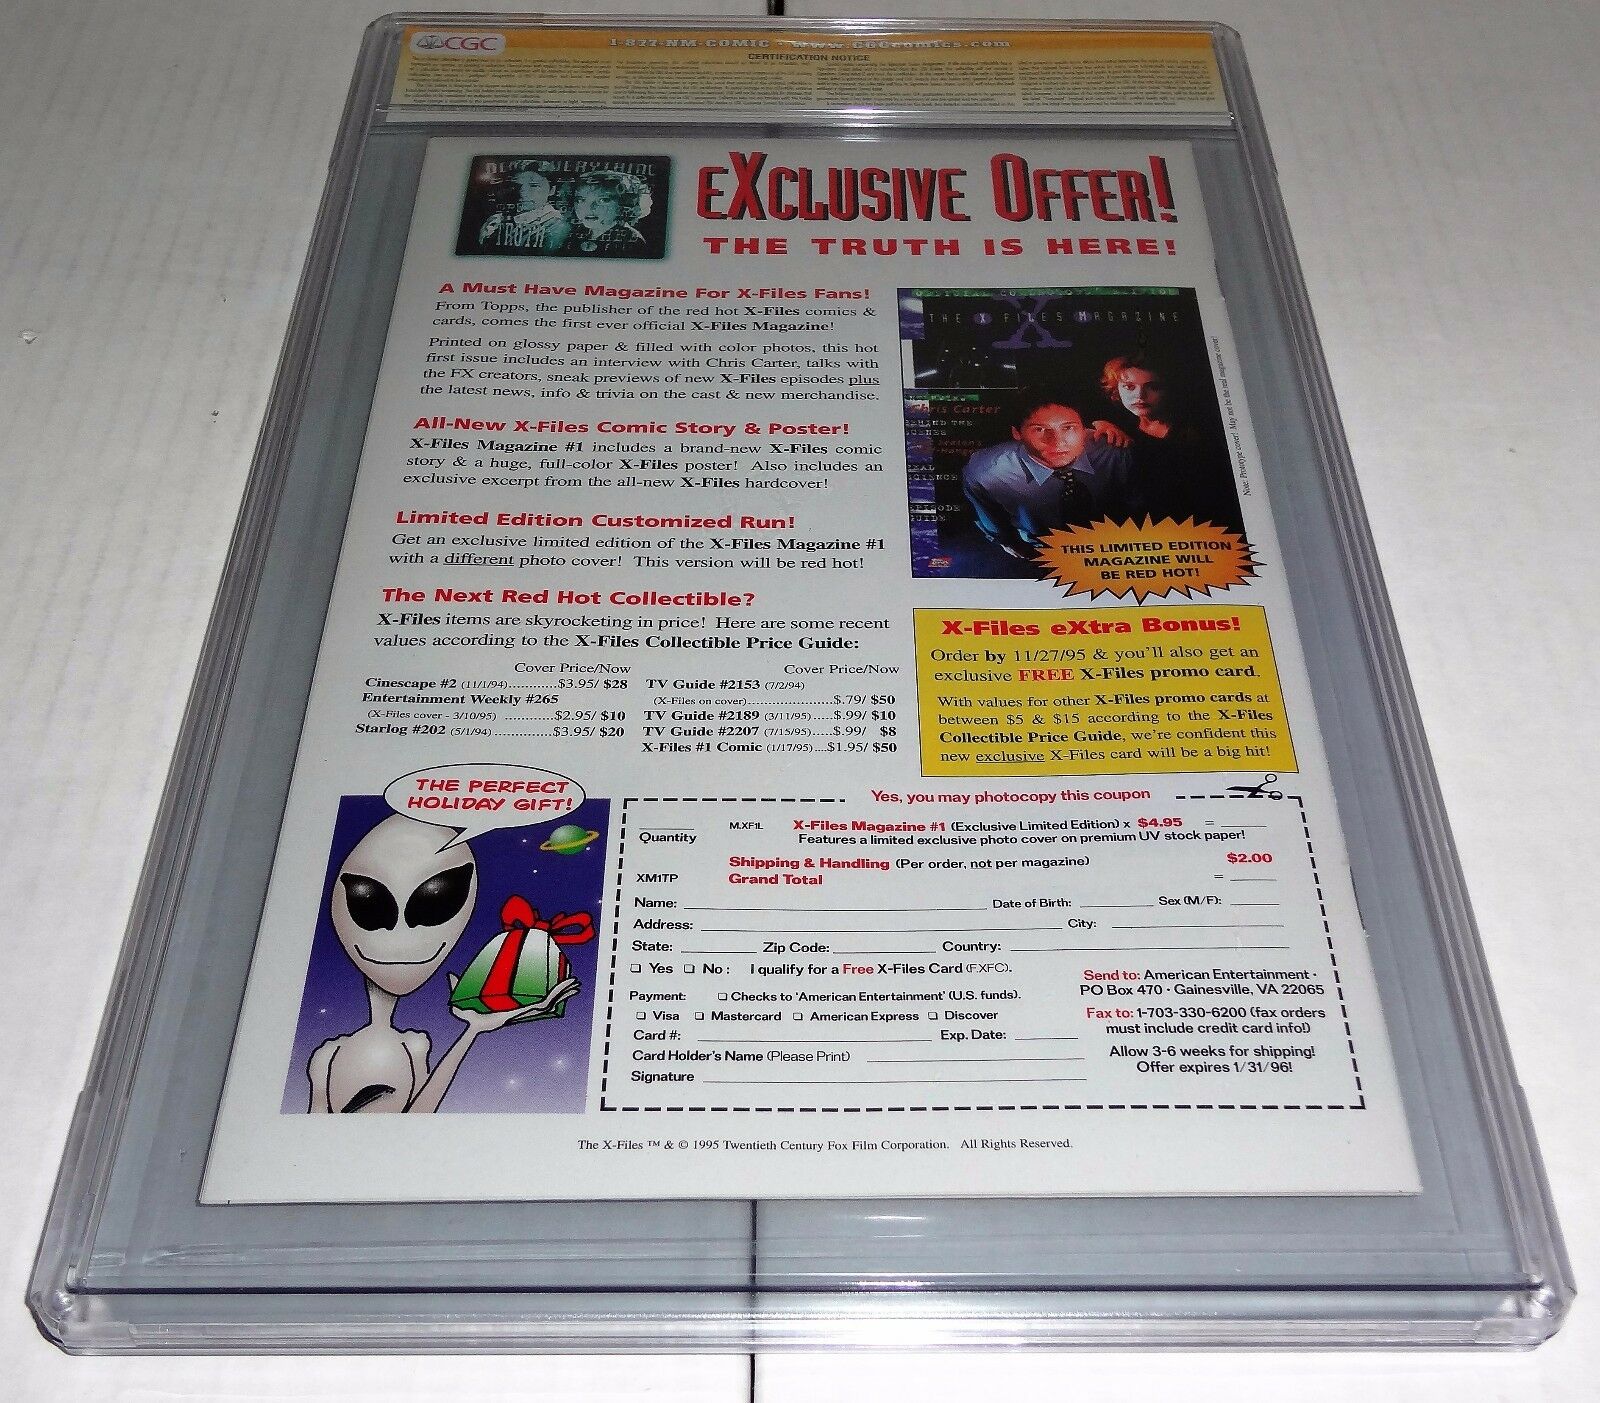 CGC
1-877-NM-COMIC • www.CGCcomics.com
CERTIFICATION NOTICE
EXCLUSIVE OFFER!
THE TRUTH IS HERE!
A Must Have Magazine For X-Files Fans!
From Topps, the publisher of the red hot X-Files comics &
cards, comes the first ever official X-Files Magazine!
Printed on glossy paper & filled with color photos, this hot
first issue includes an interview with Chris Carter, talks with
the FX creators, sneak previews of new X-Files episodes plus
the latest news, info & trivia on the cast & new merchandise.
All-New X-Files Comic Story & Poster!
X-Files Magazine #1 includes a brand-new X-Files comic
story & a huge, full-color X-Files poster! Also includes an
exclusive excerpt from the all-new X-Files hardcover!
Limited Edition Customized Run!
Get an exclusive limited edition of the X-Files Magazine #1
with a different photo cover! This version will be red hot!
The Next Red Hot Collectible?
X-Files items are skyrocketing in price! Here are some recent
values according to the X-Files Collectible Price Guide:
Cover Price/Now
Cinescape #2 (11/1/94)............$3.95/ $28
Entertainment Weekly #265
(X-Files cover - 3/10/95) ............$2.95/ $10
Starlog #202 (5/1/94) ..............$3.95/ $20
Cover Price/Now
TV Guide #2153 (7/2/94)
(X-Files on cover)..................$.79/ $50
TV Guide #2189 (3/11/95).....$.99/ $10
TV Guide #2207 (7/15/95).....$.99/ $8
X-Files #1 Comic (1/17/95)...$1.95/ $50
THE X FILES MAGAZINE
Chris Carter
Note: Prototype cover! May not be the real magazine cover
THIS LIMITED EDITION
MAGAZINE WILL
BE RED HOT!
X-Files eXtra Bonus!
Order by 11/27/95 & you'll also get an
exclusive FREE X-Files promo card.
With values for other X-Files promo cards at
between $5 & $15 according to the X-Files
Collectible Price Guide, we're confident this
new exclusive X-Files card will be a big hit!
THE PERFECT
HOLIDAY GIFT!
Yes, you may photocopy this coupon
Quantity M.XF1L X-Files Magazine #1 (Exclusive Limited Edition) x $4.95 =
Features a limited exclusive photo cover on premium UV stock paper!
Shipping & Handling (Per order, not per magazine) $2.00
XM1TP Grand Total =
Name: Date of Birth: Sex (M/F):
Address: City:
State: Zip Code: Country:
Yes No : I qualify for a Free X-Files Card (F.XFC).
Payment: Checks to 'American Entertainment' (U.S. funds).
Visa Mastercard American Express Discover
Card #: Exp. Date:
Card Holder's Name (Please Print)
Signature
Send to: American Entertainment •
PO Box 470 • Gainesville, VA 22065
Fax to: 1-703-330-6200 (fax orders
must include credit card info!)
Allow 3-6 weeks for shipping!
Offer expires 1/31/96!
The X-Files ™ & © 1995 Twentieth Century Fox Film Corporation. All Rights Reserved.